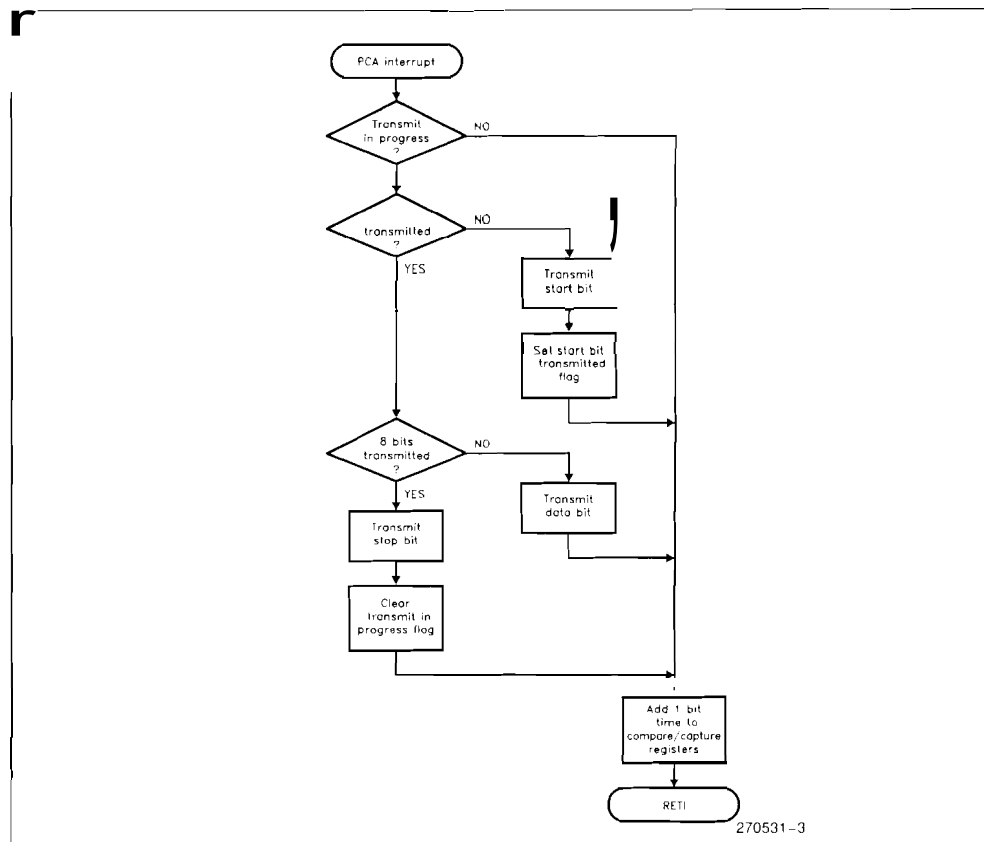 r
PCA interrupt
Transmit
in progress
?
NO
transmitted
?
NO
YES
Transmit
start bit
Set start bit
transmitted
flag
8 bits
transmitted
?
NO
YES
Transmit
data bit
Transmit
stop bit
Clear
transmit in
progress flag
Add 1 bit
time to
compare/capture
registers
RETI
270531-3